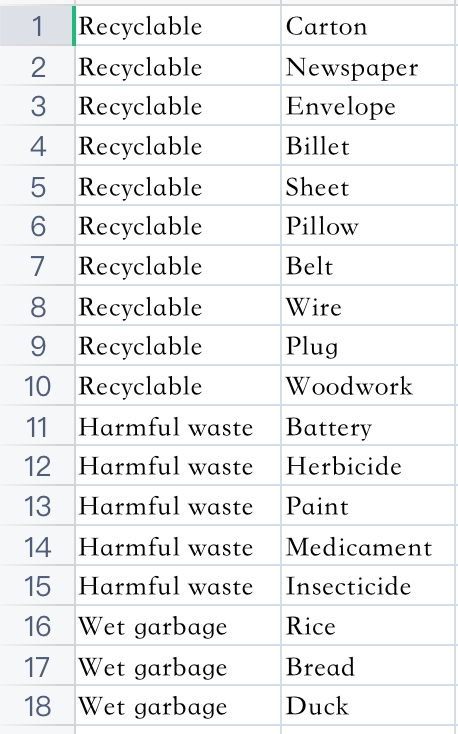 1 Recyclable Carton
2 Recyclable Newspaper
3 Recyclable Envelope
4 Recyclable Billet
5 Recyclable Sheet
6 Recyclable Pillow
7 Recyclable Belt
8 Recyclable Wire
9 Recyclable Plug
10 Recyclable Woodwork
11 Harmful waste Battery
12 Harmful waste Herbicide
13 Harmful waste Paint
14 Harmful waste Medicament
15 Harmful waste Insecticide
16 Wet garbage Rice
17 Wet garbage Bread
18 Wet garbage Duck